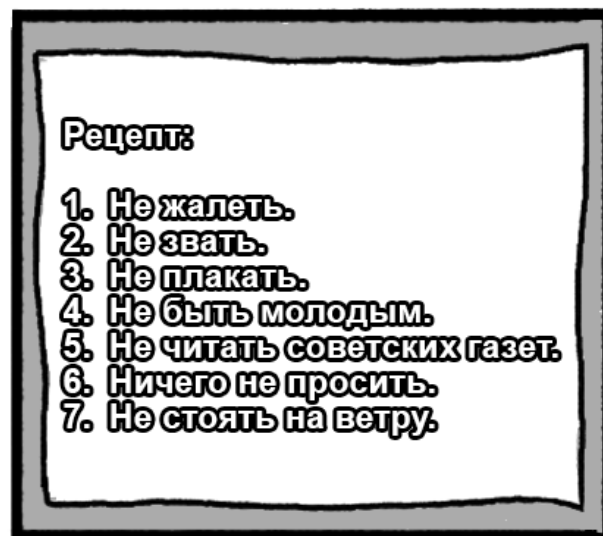 Рецепт:
1. Не жалеть.
2. Не звать.
3. Не плакать.
4. Не быть молодым.
5. Не читать советских газет.
6. Ничего не просить.
7. Не стоять на ветру.